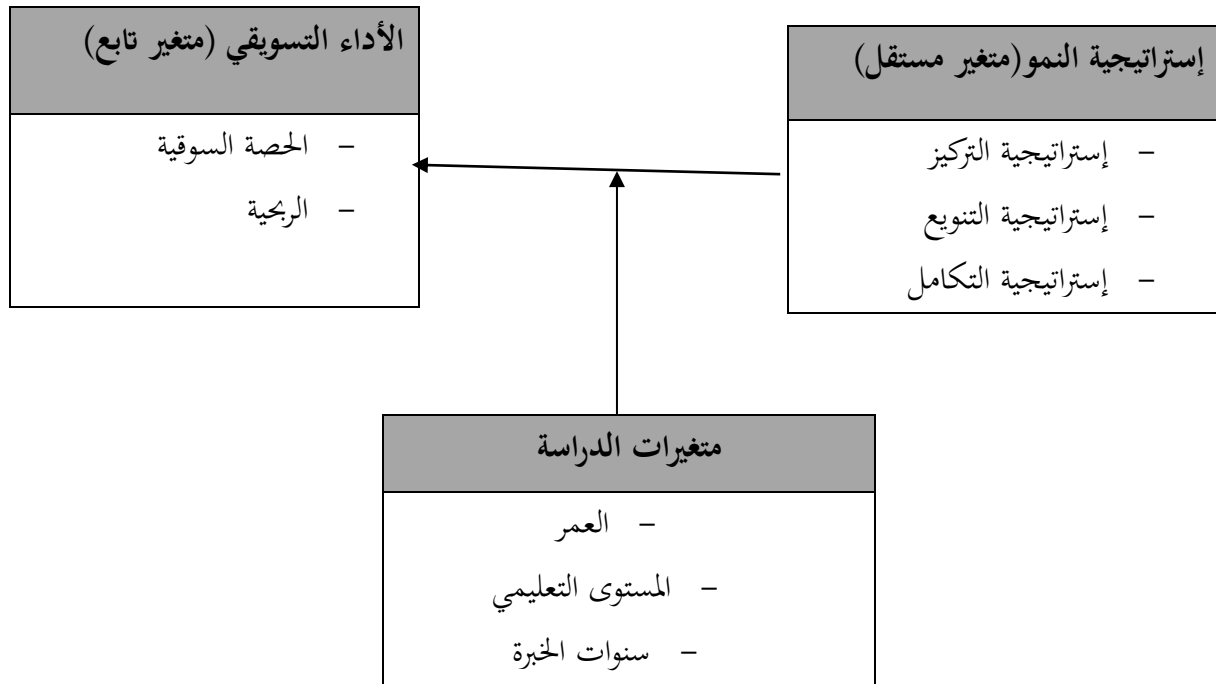 إستراتيجية النمو(متغير مستقل)
– إستراتيجية التركيز
– إستراتيجية التنويع
– إستراتيجية التكامل
الأداء التسويقي (متغير تابع)
– الحصة السوقية
– الربحية
متغيرات الدراسة
– العمر
– المستوى التعليمي
– سنوات الخبرة